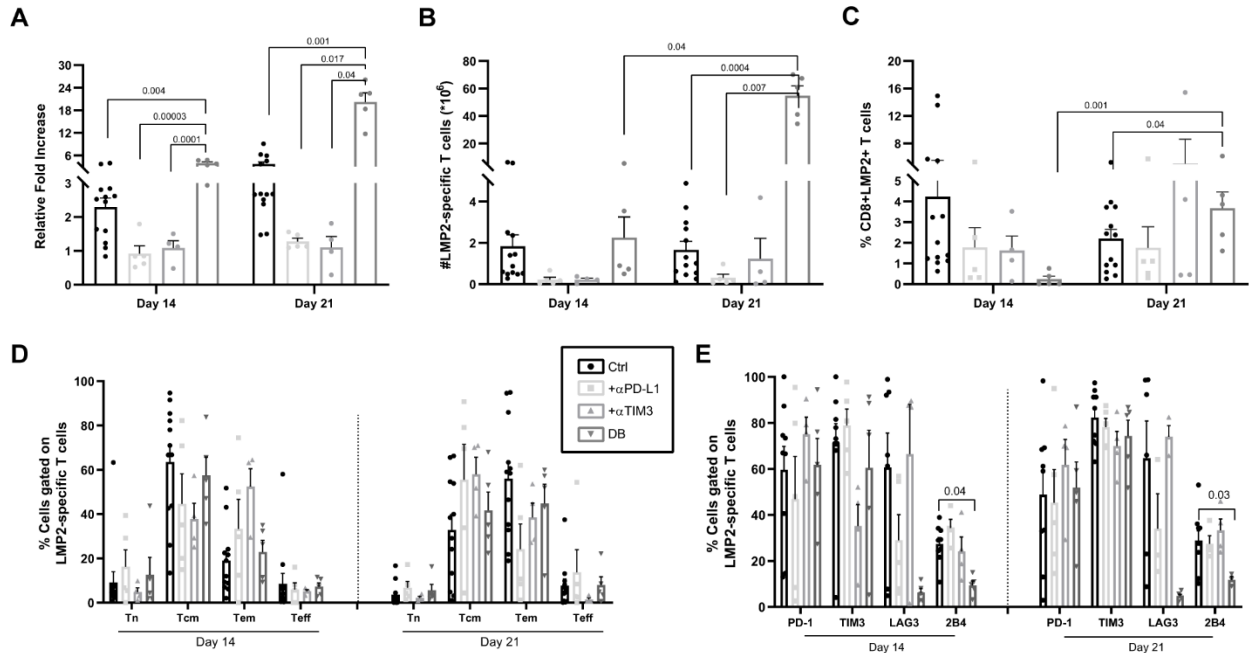 A
Relative Fold Increase
30
24
18
12
6
3
2
1
0
0.004
0.00003
0.0001
0.001
0.017
0.04
Day 14
Day 21
B
#LMP2-specific T cells (*10⁶)
80
60
40
20
5
4
3
2
1
0
0.04
0.0004
0.007
Day 14
Day 21
C
% CD8+LMP2+ T cells
20
16
12
8
5
4
3
2
1
0
0.001
0.04
Day 14
Day 21
D
% Cells gated on
LMP2-specific T cells
100
80
60
40
20
0
Tn Tcm Tem Teff Tn Tcm Tem Teff
Day 14 Day 21
Ctrl
+αPD-L1
+αTIM3
DB
E
% Cells gated on
LMP2-specific T cells
100
80
60
40
20
0
0.04
0.03
PD-1 TIM3 LAG3 2B4 PD-1 TIM3 LAG3 2B4
Day 14 Day 21